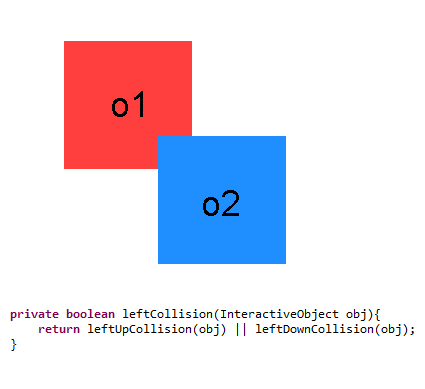 o1
o2
private boolean leftCollision(InteractiveObject obj){
    return leftUpCollision(obj) || leftDownCollision(obj);
}